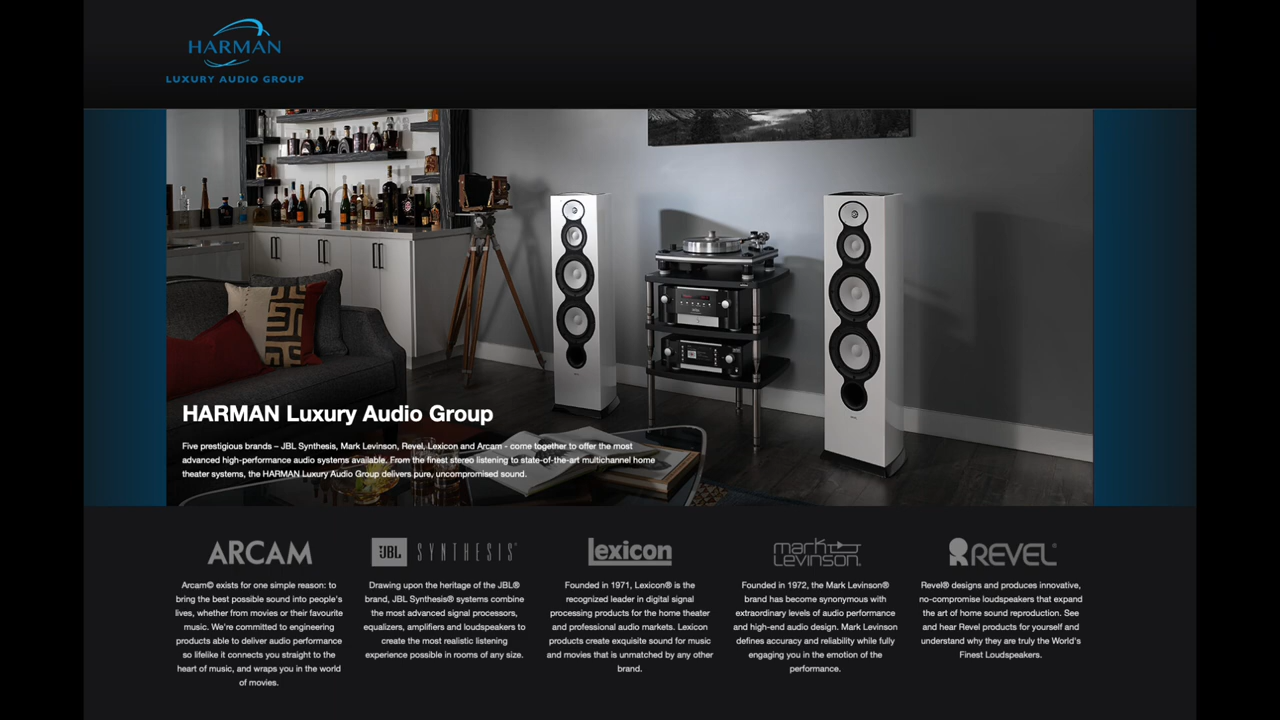 HARMAN
LUXURY AUDIO GROUP
HARMAN Luxury Audio Group
Five prestigious brands – JBL Synthesis, Mark Levinson, Revel, Lexicon and Arcam - come together to offer the most
advanced high-performance audio systems available. From the finest stereo listening to state-of-the-art multichannel home
theater systems, the HARMAN Luxury Audio Group delivers pure, uncompromised sound.
ARCAM
Arcam© exists for one simple reason: to
bring the best possible sound into people's
lives, whether from movies or their favourite
music. We're committed to engineering
products able to deliver audio performance
so lifelike it connects you straight to the
heart of music, and wraps you in the world
of movies.
JBL SYNTHESIS®
Drawing upon the heritage of the JBL®
brand, JBL Synthesis® systems combine
the most advanced signal processors,
equalizers, amplifiers and loudspeakers to
create the most realistic listening
experience possible in rooms of any size.
lexicon
Founded in 1971, Lexicon® is the
recognized leader in digital signal
processing products for the home theater
and professional audio markets. Lexicon
products create exquisite sound for music
and movies that is unmatched by any other
brand.
mark
LEVINSON®
Founded in 1972, the Mark Levinson®
brand has become synonymous with
extraordinary levels of audio performance
and high-end audio design. Mark Levinson
defines accuracy and reliability while fully
engaging you in the emotion of the
performance.
REVEL®
Revel® designs and produces innovative,
no-compromise loudspeakers that expand
the art of home sound reproduction. See
and hear Revel products for yourself and
understand why they are truly the World's
Finest Loudspeakers.